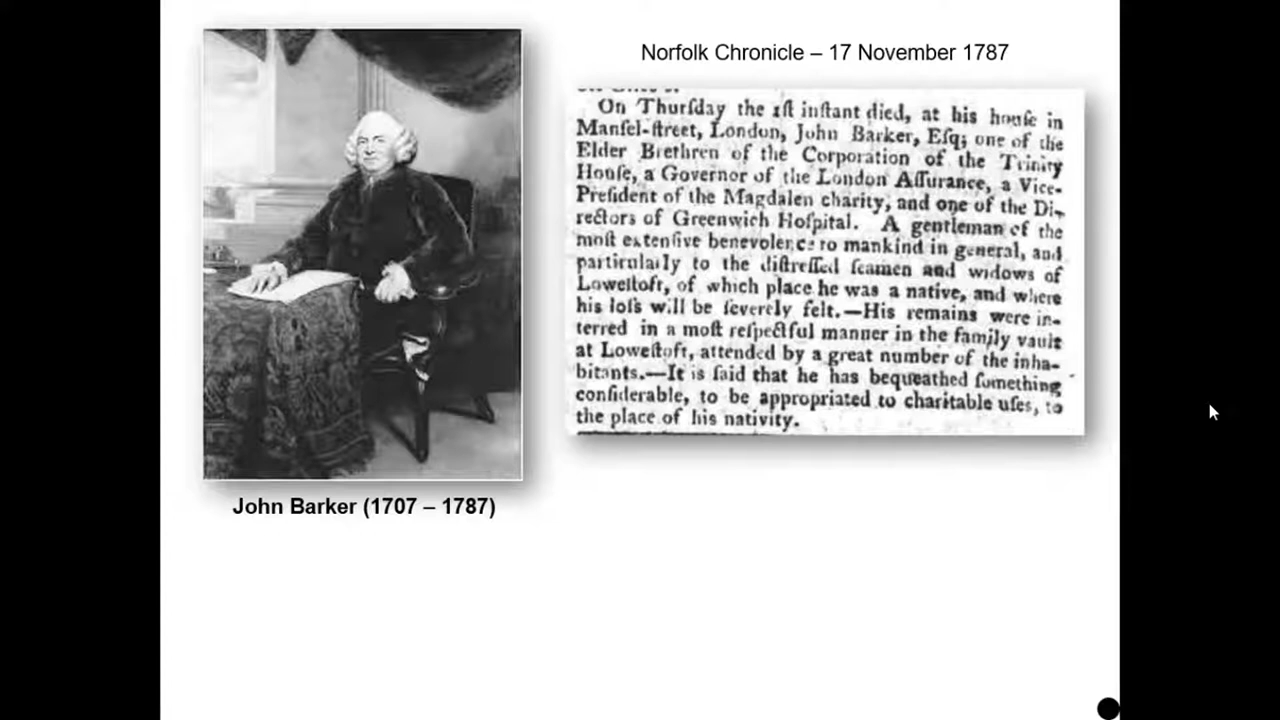 Norfolk Chronicle – 17 November 1787
On Thurſday the 1ſt inſtant died, at his houſe in
Manſel-ſtreet, London, John Barker, Eſq; one of the
Elder Brethren of the Corporation of the Trinity
Houſe, a Governor of the London Aſſurance, a Vice-
Preſident of the Magdalen charity, and one of the Di-
rectors of Greenwich Hoſpital. A gentleman of the
moſt extenſive benevolence to mankind in general, and
particularly to the diſtreſſed ſeamen and widows of
Loweſtoft, of which place he was a native, and where
his loſs will be ſeverely felt.—His remains were in-
terred in a moſt reſpectful manner in the family vault
at Loweſtoft, attended by a great number of the inha-
bitants.—It is ſaid that he has bequeathed ſomething
conſiderable, to be appropriated to charitable uſes, to
the place of his nativity.
John Barker (1707 – 1787)